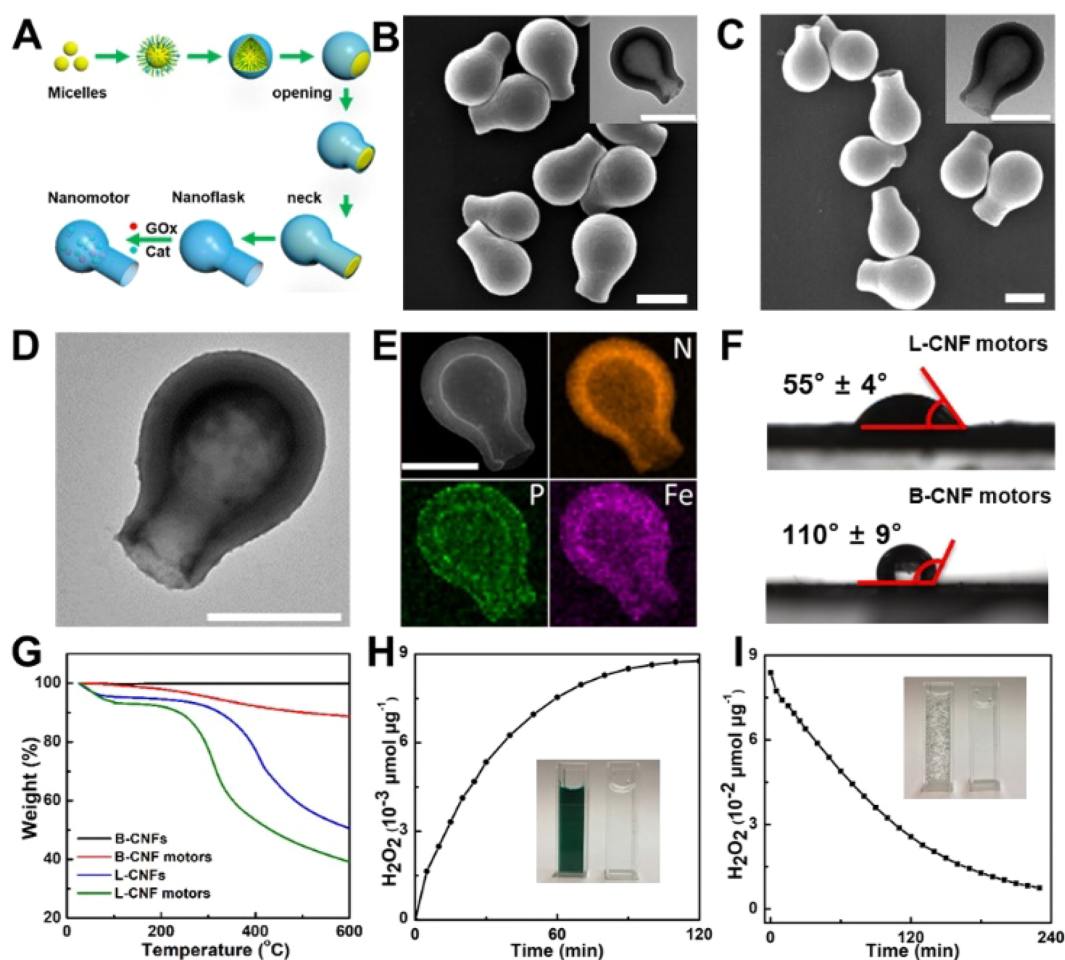 A
Micelles
opening
Nanomotor
Nanoflask
neck
GOx
Cat
B
C
D
E
N
P
Fe
F
L-CNF motors
55° ± 4°
B-CNF motors
110° ± 9°
G
Weight (%)
100
80
60
40
20
B-CNFs
B-CNF motors
L-CNFs
L-CNF motors
0
200
400
600
Temperature (°C)
H
H₂O₂ (10⁻³ μmol μg⁻¹)
9
6
3
0
0
60
120
Time (min)
I
H₂O₂ (10⁻² μmol μg⁻¹)
9
6
3
0
0
120
240
Time (min)